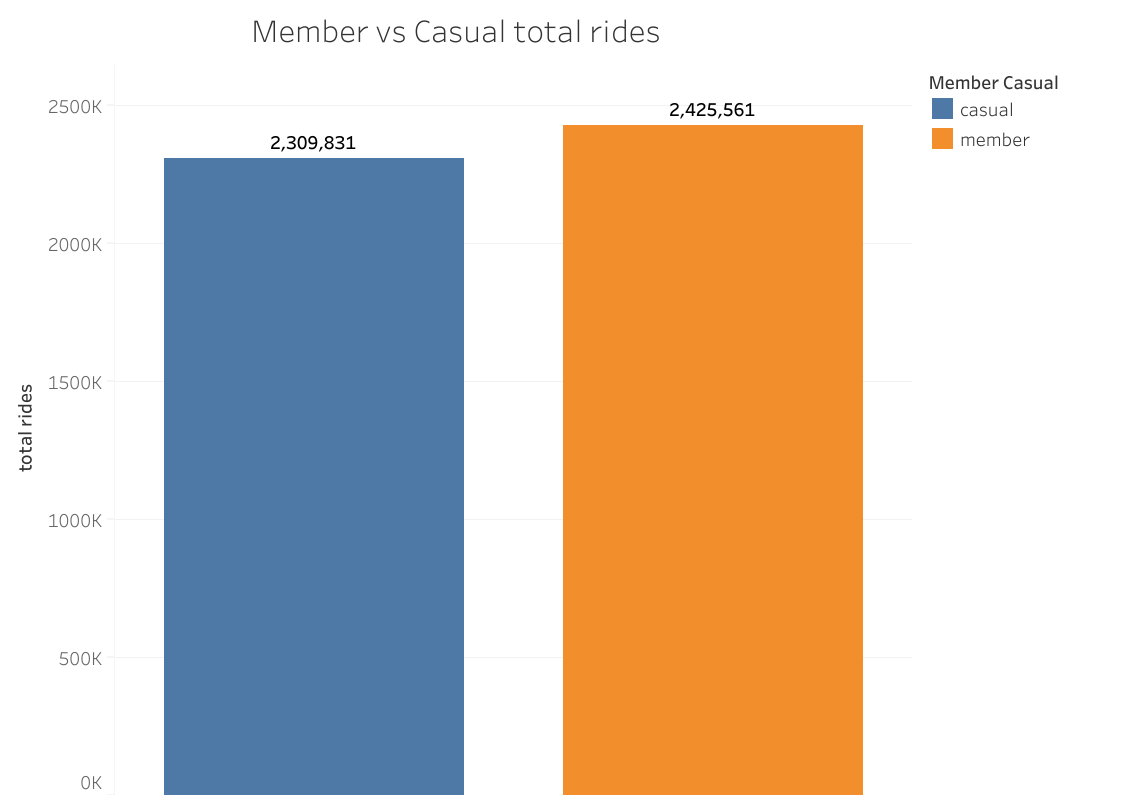 Member vs Casual total rides
Member Casual
casual
member
2500K
2000K
1500K
1000K
500K
0K
total rides
2,309,831
2,425,561